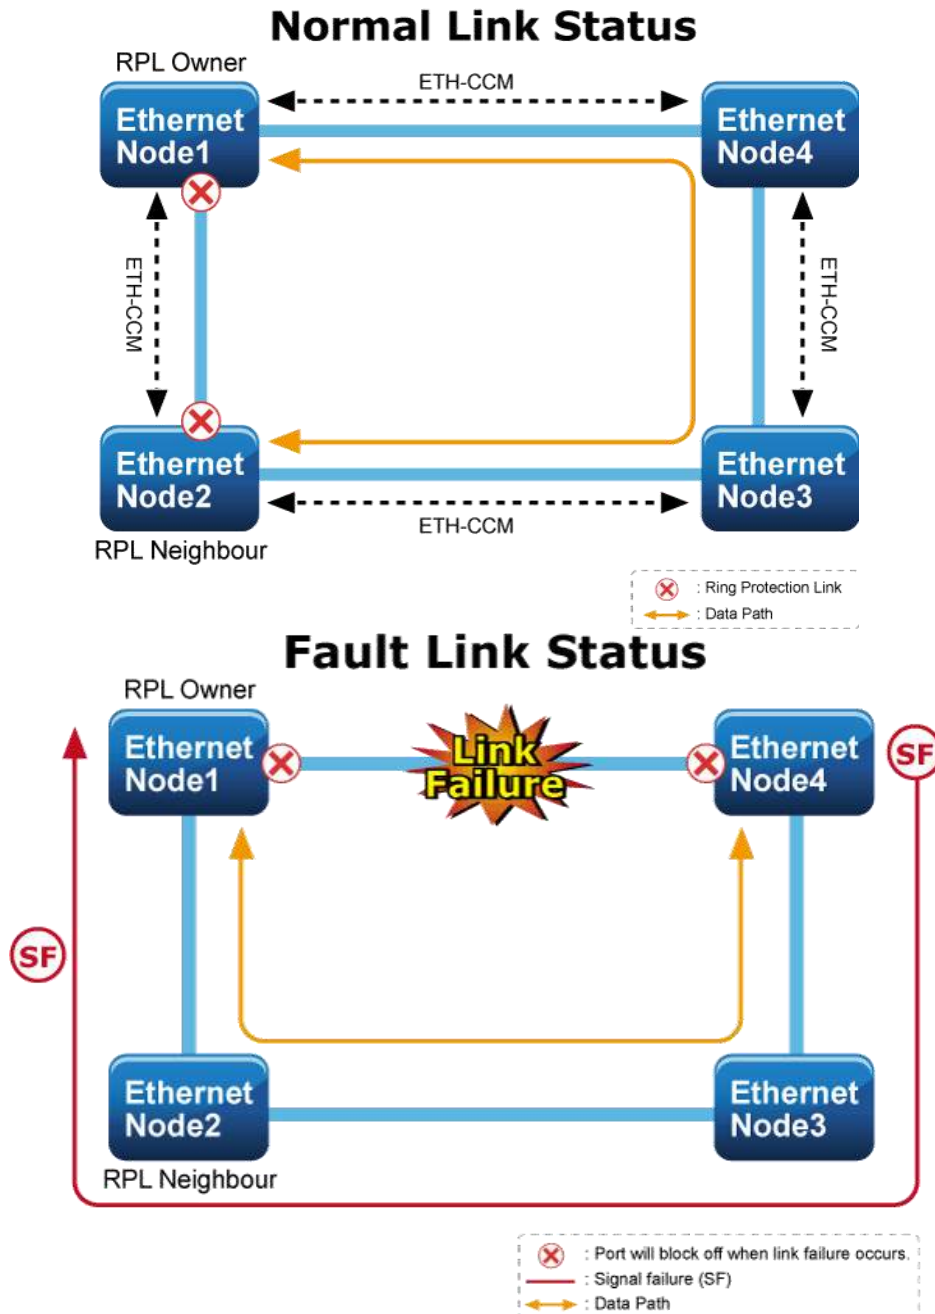 Normal Link Status
RPL Owner
ETH-CCM
Ethernet
Node1
Ethernet
Node4
ETH-CCM
ETH-CCM
Ethernet
Node2
Ethernet
Node3
ETH-CCM
RPL Neighbour
: Ring Protection Link
: Data Path
Fault Link Status
RPL Owner
Ethernet
Node1
Link
Failure
Ethernet
Node4
SF
SF
Ethernet
Node2
Ethernet
Node3
RPL Neighbour
: Port will block off when link failure occurs.
: Signal failure (SF)
: Data Path